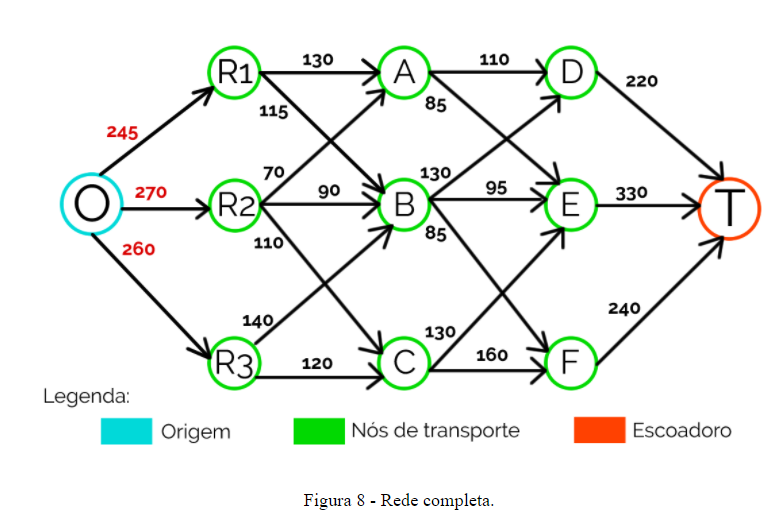 130
110
R1
A
D
220
85
115
245
70
130
270
90
95
330
O
R2
B
E
T
260
110
85
240
140
130
120
160
R3
C
F
Legenda:
Origem
Nós de transporte
Escoadoro
Figura 8 - Rede completa.